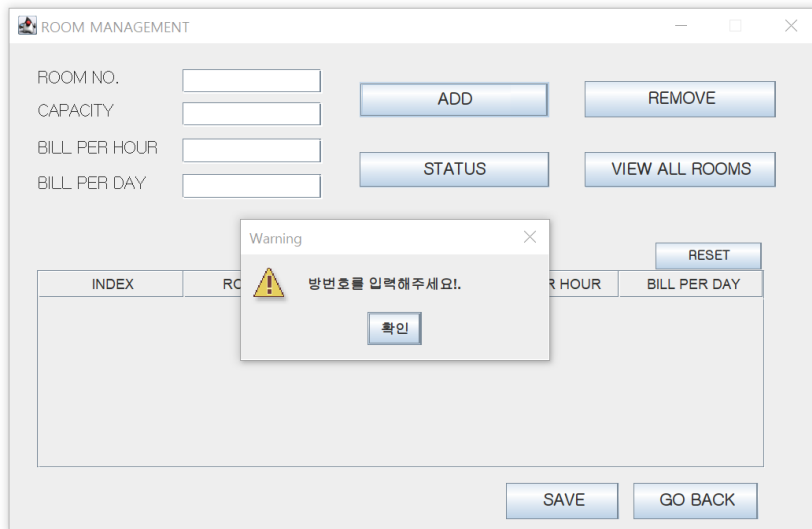 ROOM MANAGEMENT
ROOM NO.
CAPACITY
BILL PER HOUR
BILL PER DAY
ADD
REMOVE
STATUS
VIEW ALL ROOMS
Warning
방번호를 입력해주세요!.
확인
RESET
INDEX
BILL PER DAY
HOUR
SAVE
GO BACK